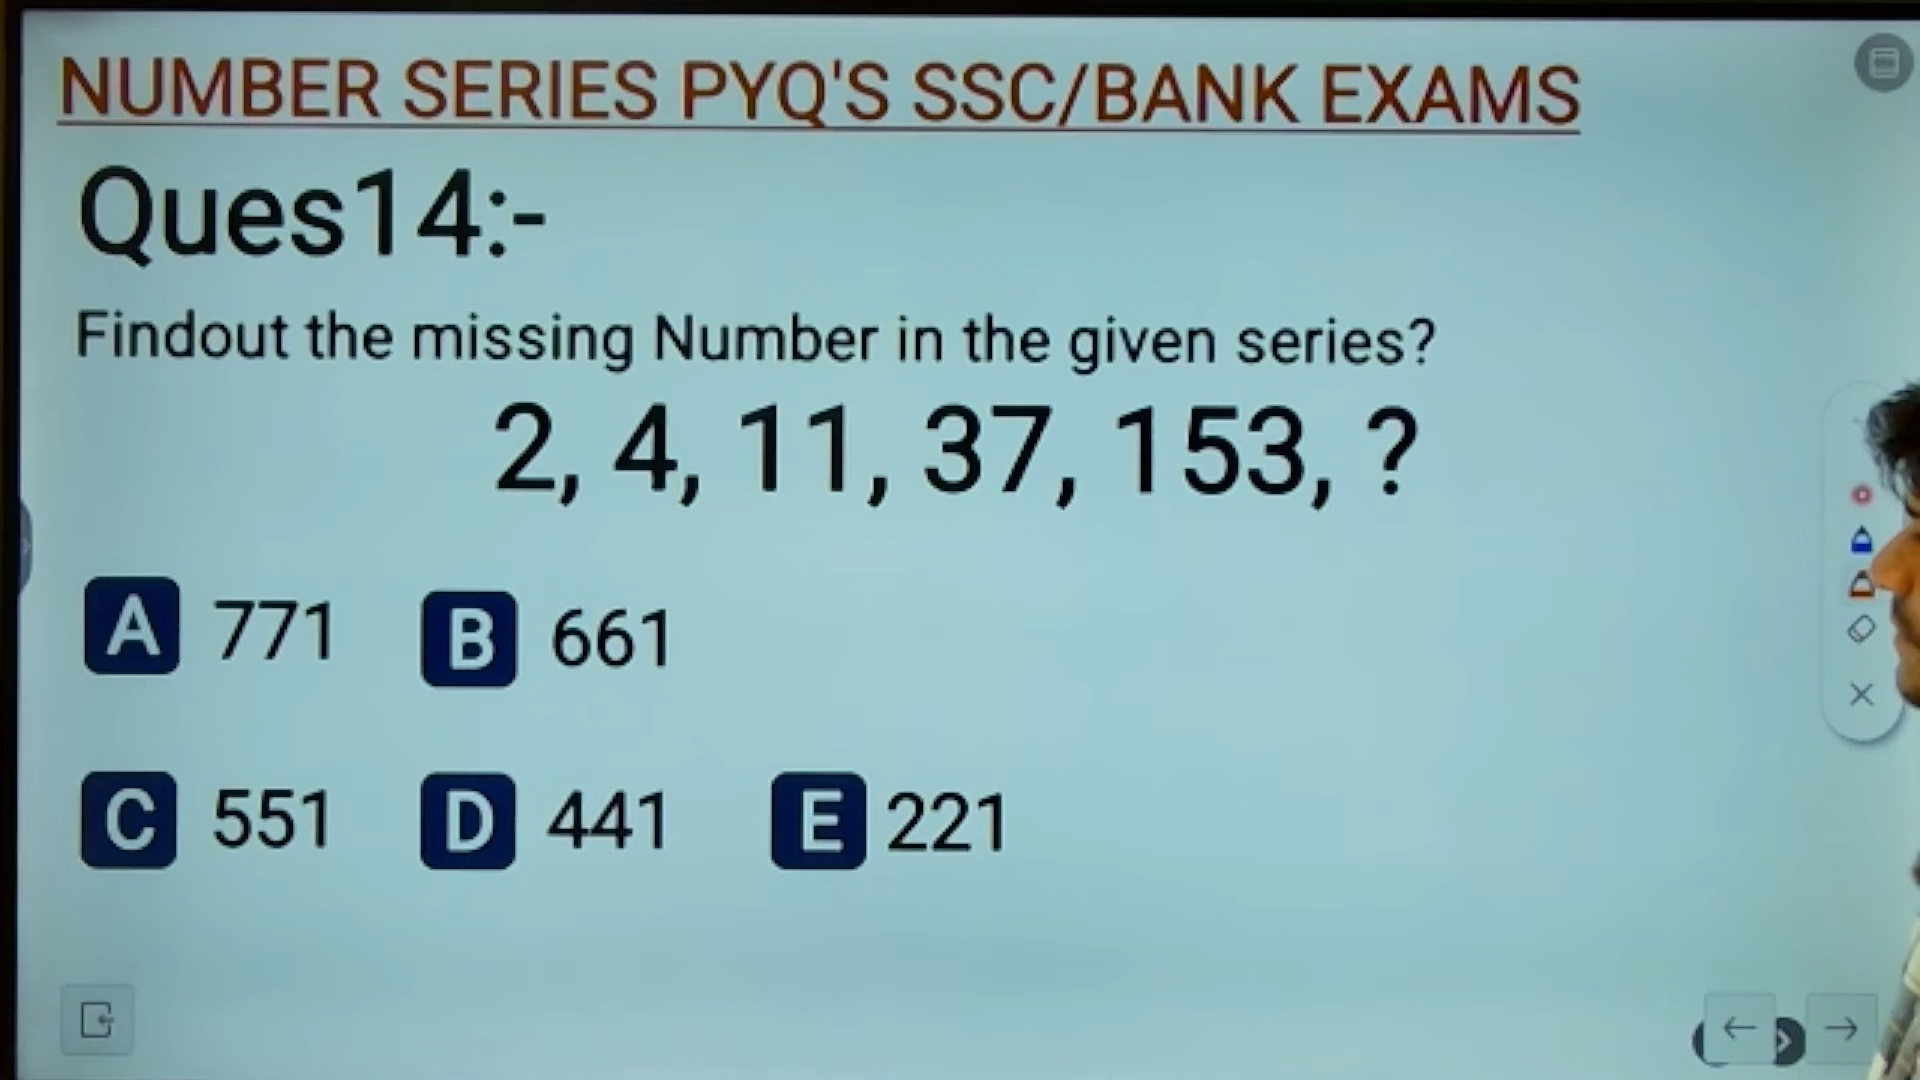 NUMBER SERIES PYQ'S SSC/BANK EXAMS
Ques14:-
Findout the missing Number in the given series?
2, 4, 11, 37, 153, ?
A 771 B 661
C 551 D 441 E 221